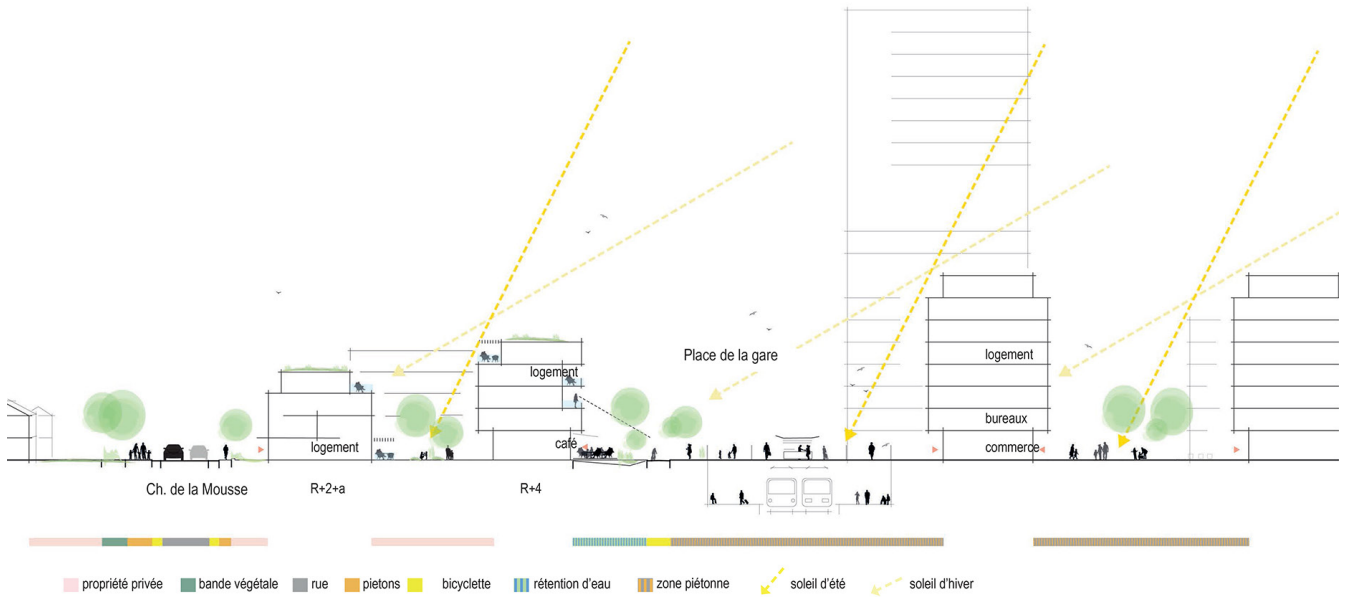 Place de la gare
logement
logement
bureaux
logement
café
commerce
Ch. de la Mousse
R+2+a
R+4
propriété privée
bande végétale
rue
pietons
bicyclette
rétention d'eau
zone piétonne
soleil d'été
soleil d'hiver